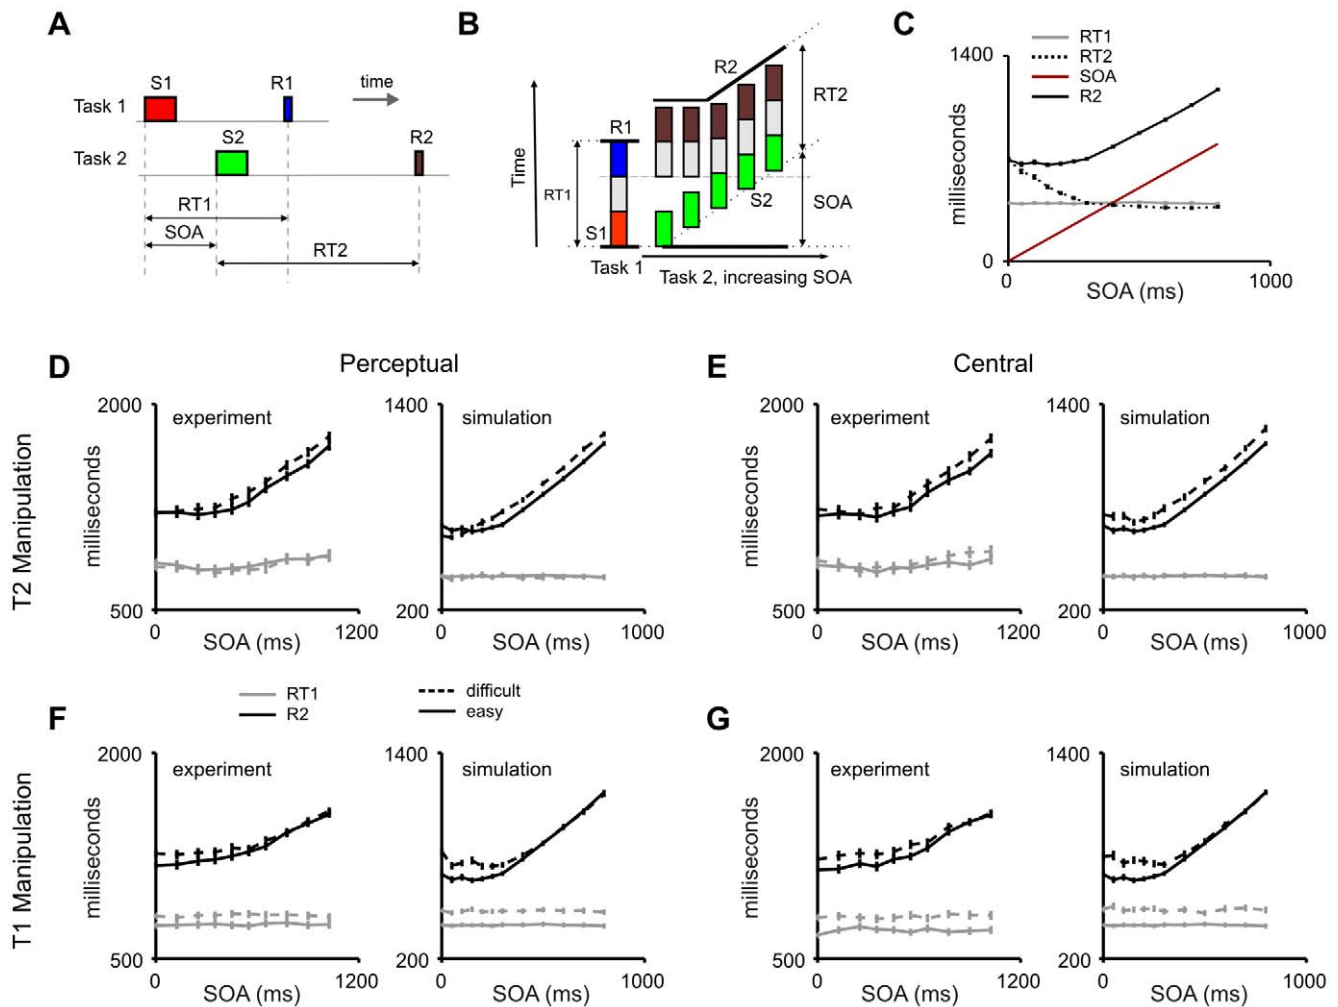 A
S1
R1
time
Task 1
S2
R2
Task 2
RT1
SOA
RT2
B
R2
RT2
R1
Time
RT1
S2
SOA
S1
Task 1
Task 2, increasing SOA
C
RT1
RT2
SOA
R2
1400
milliseconds
0
0
1000
SOA (ms)
Perceptual
Central
T2 Manipulation
D
2000
experiment
milliseconds
500
0
1200
SOA (ms)
1400
simulation
200
0
1000
SOA (ms)
E
2000
experiment
milliseconds
500
0
1200
SOA (ms)
1400
simulation
200
0
1000
SOA (ms)
RT1
R2
difficult
easy
T1 Manipulation
F
2000
experiment
milliseconds
500
0
1200
SOA (ms)
1400
simulation
200
0
1000
SOA (ms)
G
2000
experiment
milliseconds
500
0
1200
SOA (ms)
1400
simulation
200
0
1000
SOA (ms)